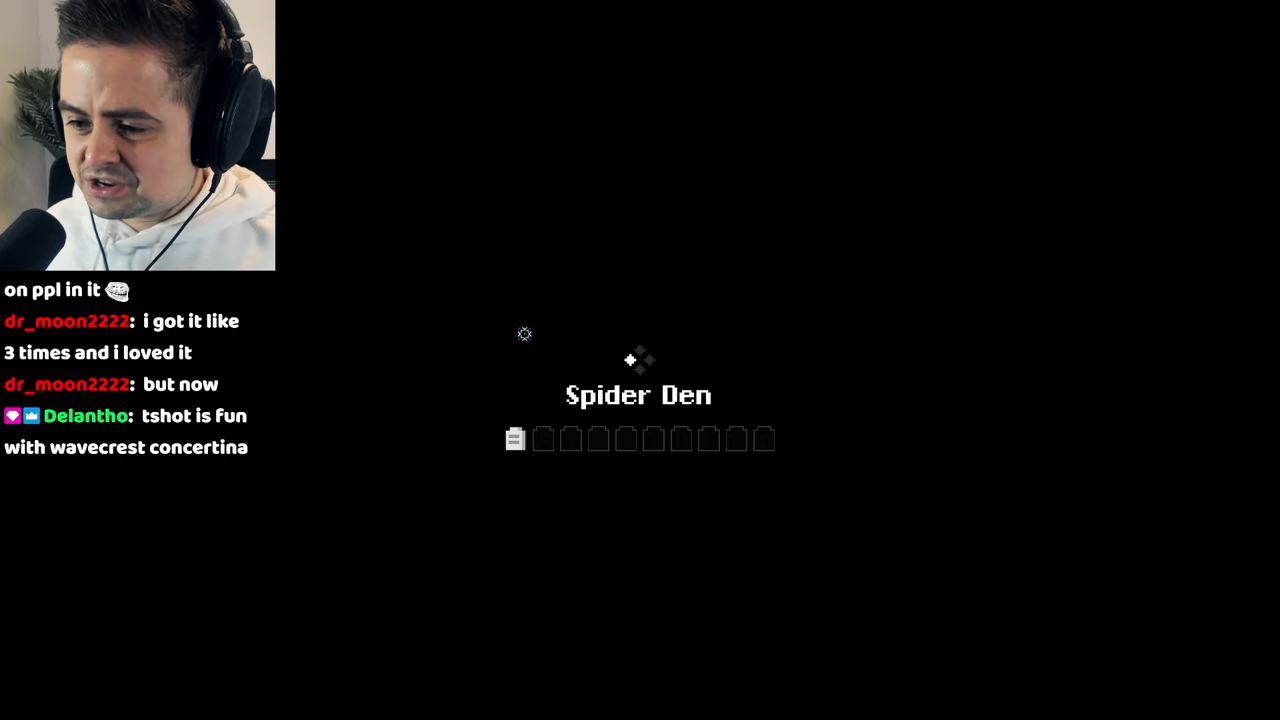 on ppl in it
dr_moon2222: i got it like
3 times and i loved it
dr_moon2222: but now
Delantho: tshot is fun
with wavecrest concertina
Spider Den